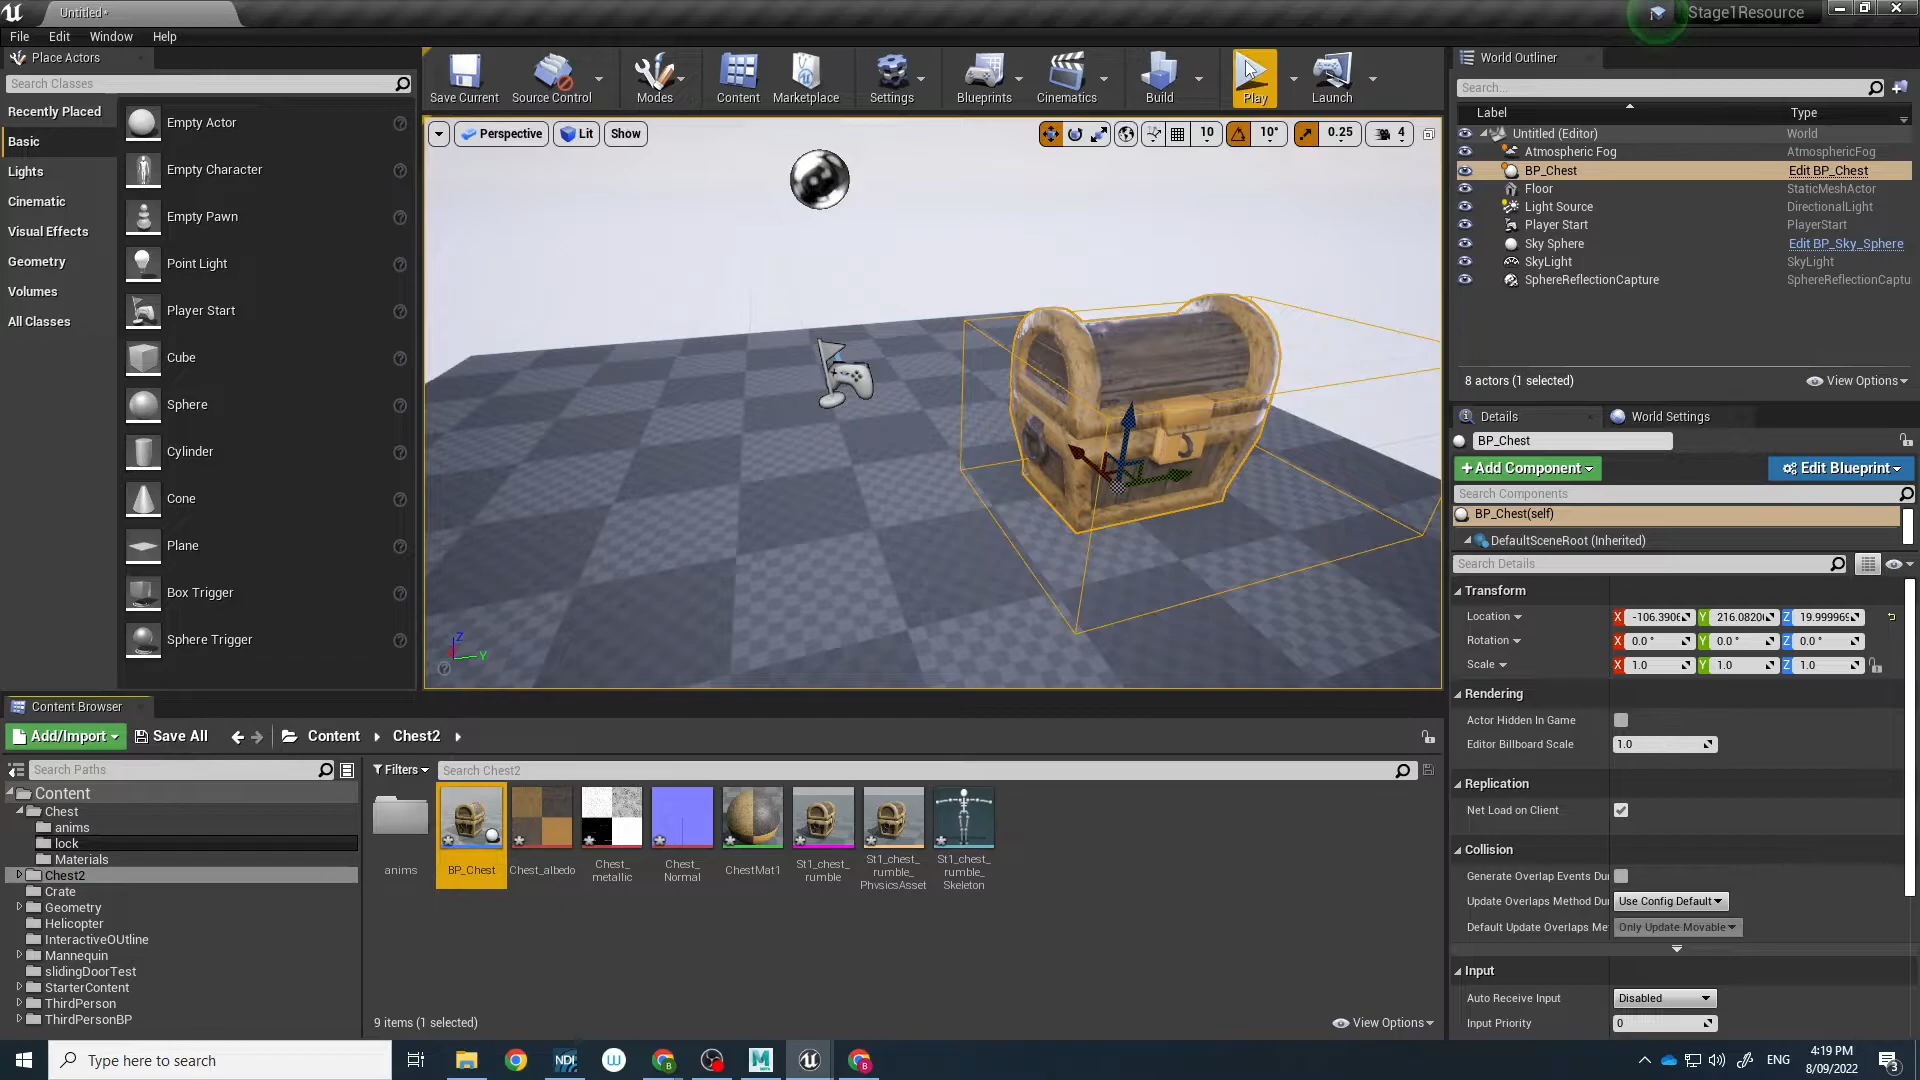 Untitled*
Stage1Resource
File Edit Window Help
Place Actors
Search Classes
Recently Placed
Basic
Lights
Cinematic
Visual Effects
Geometry
Volumes
All Classes
Empty Actor
Empty Character
Empty Pawn
Point Light
Player Start
Cube
Sphere
Cylinder
Cone
Plane
Box Trigger
Sphere Trigger
Save Current Source Control Modes Content Marketplace Settings Blueprints Cinematics Build Play Launch
Perspective Lit Show 10 10° 0.25 4
Z
Y
World Outliner
Search...
Label Type
Untitled (Editor) World
Atmospheric Fog AtmosphericFog
BP_Chest Edit BP_Chest
Floor StaticMeshActor
Light Source DirectionalLight
Player Start PlayerStart
Sky Sphere Edit BP_Sky_Sphere
SkyLight SkyLight
SphereReflectionCapture SphereReflectionCaptu
8 actors (1 selected) View Options
Details World Settings
BP_Chest
+Add Component Edit Blueprint
Search Components
BP_Chest(self)
DefaultSceneRoot (Inherited)
Search Details
Transform
Location X -106.3906 Y 216.0820 Z 19.999969
Rotation X 0.0 ° Y 0.0 ° Z 0.0 °
Scale X 1.0 Y 1.0 Z 1.0
Rendering
Actor Hidden In Game
Editor Billboard Scale 1.0
Replication
Net Load on Client
Collision
Generate Overlap Events Dur
Update Overlaps Method Du Use Config Default
Default Update Overlaps Me Only Update Movable
Input
Auto Receive Input Disabled
Input Priority 0
Content Browser
Add/Import Save All Content Chest2
Search Paths Filters Search Chest2
Content
Chest
anims
lock
Materials
Chest2
Crate
Geometry
Helicopter
InteractiveOUtline
Mannequin
slidingDoorTest
StarterContent
ThirdPerson
ThirdPersonBP
anims
BP_Chest
Chest_albedo
Chest_
metallic
Chest_
Normal
ChestMat1
St1_chest_
rumble
St1_chest_
rumble_
PhysicsAsset
St1_chest_
rumble_
Skeleton
9 items (1 selected) View Options
Type here to search
NDI
ENG
4:19 PM
8/09/2022
3